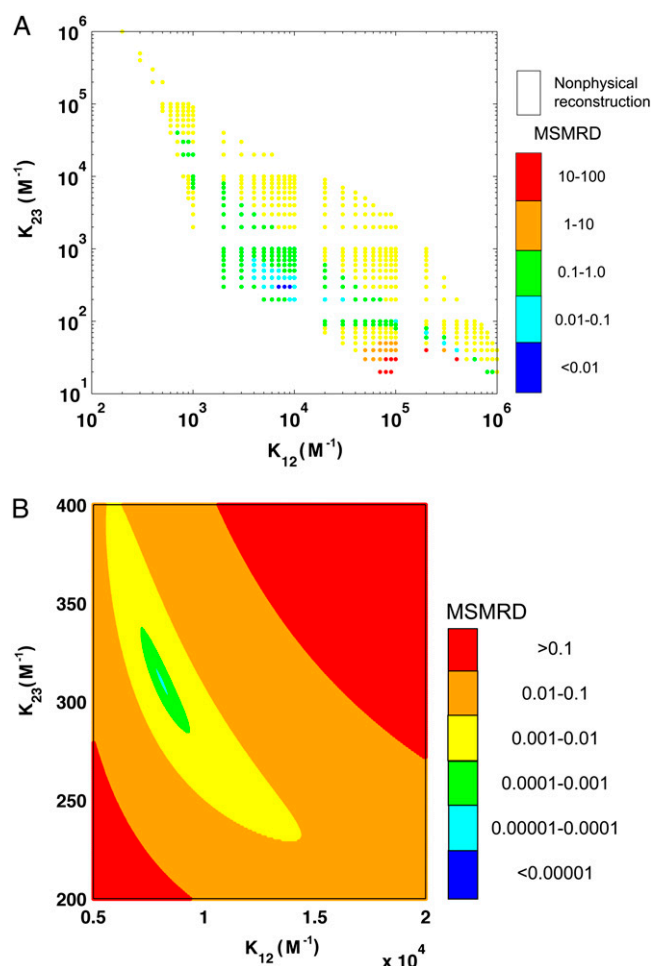 A
10^6
10^5
10^4
10^3
10^2
10^1
K_23 (M^-1)
10^2 10^3 10^4 10^5 10^6
K_12 (M^-1)
Nonphysical
reconstruction
MSMRD
10-100
1-10
0.1-1.0
0.01-0.1
<0.01
B
400
350
300
250
200
K_23 (M^-1)
0.5 1 1.5 2
K_12 (M^-1)
x 10^4
MSMRD
>0.1
0.01-0.1
0.001-0.01
0.0001-0.001
0.00001-0.0001
<0.00001